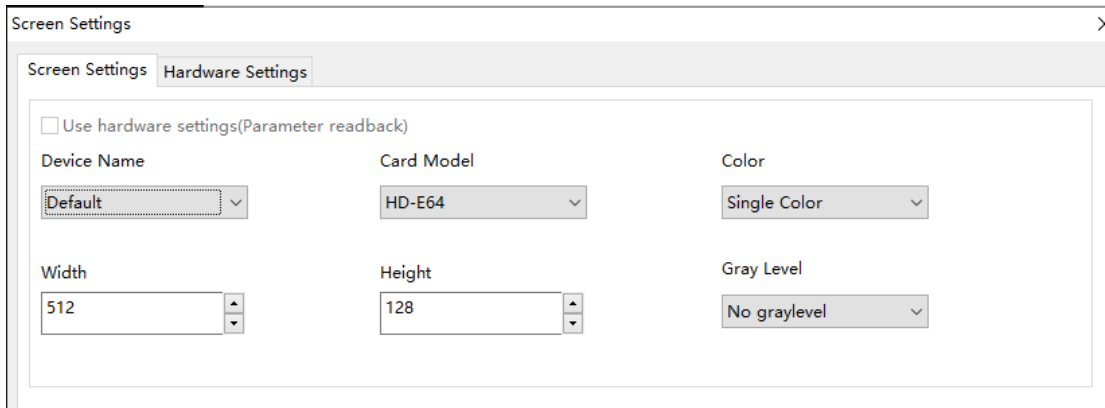 Screen Settings
Screen Settings Hardware Settings
Use hardware settings(Parameter readback)
Device Name Card Model Color
Default HD-E64 Single Color
Width Height Gray Level
512 128 No graylevel